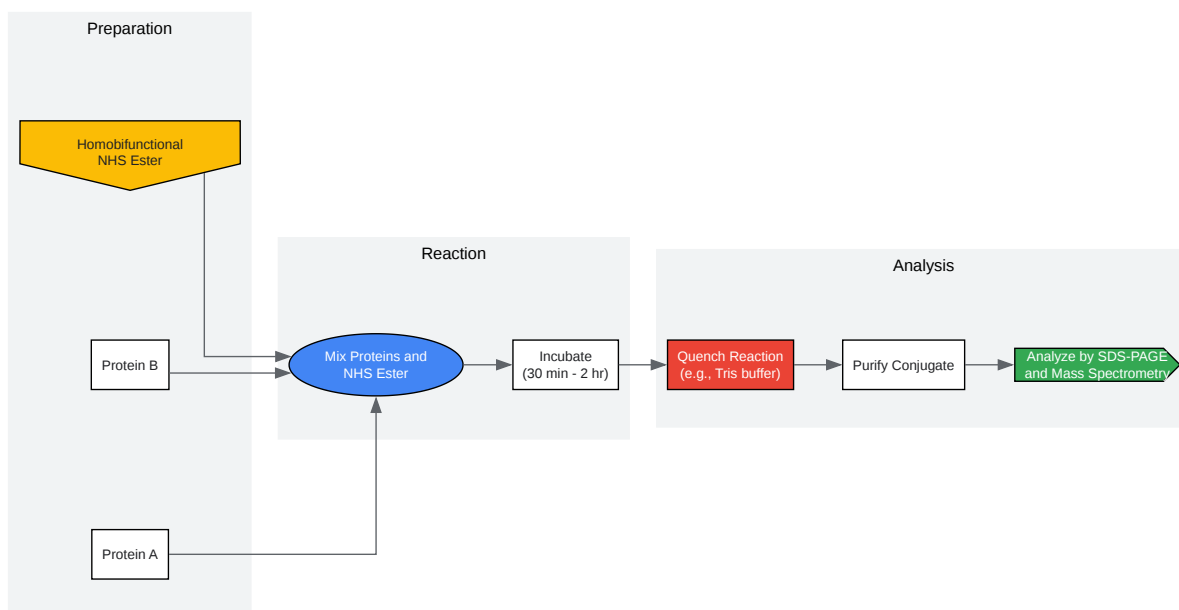 Preparation
Homobifunctional
NHS Ester
Protein B
Protein A
Reaction
Mix Proteins and
NHS Ester
Incubate
(30 min - 2 hr)
Analysis
Quench Reaction
(e.g., Tris buffer)
Purify Conjugate
Analyze by SDS-PAGE
and Mass Spectrometry